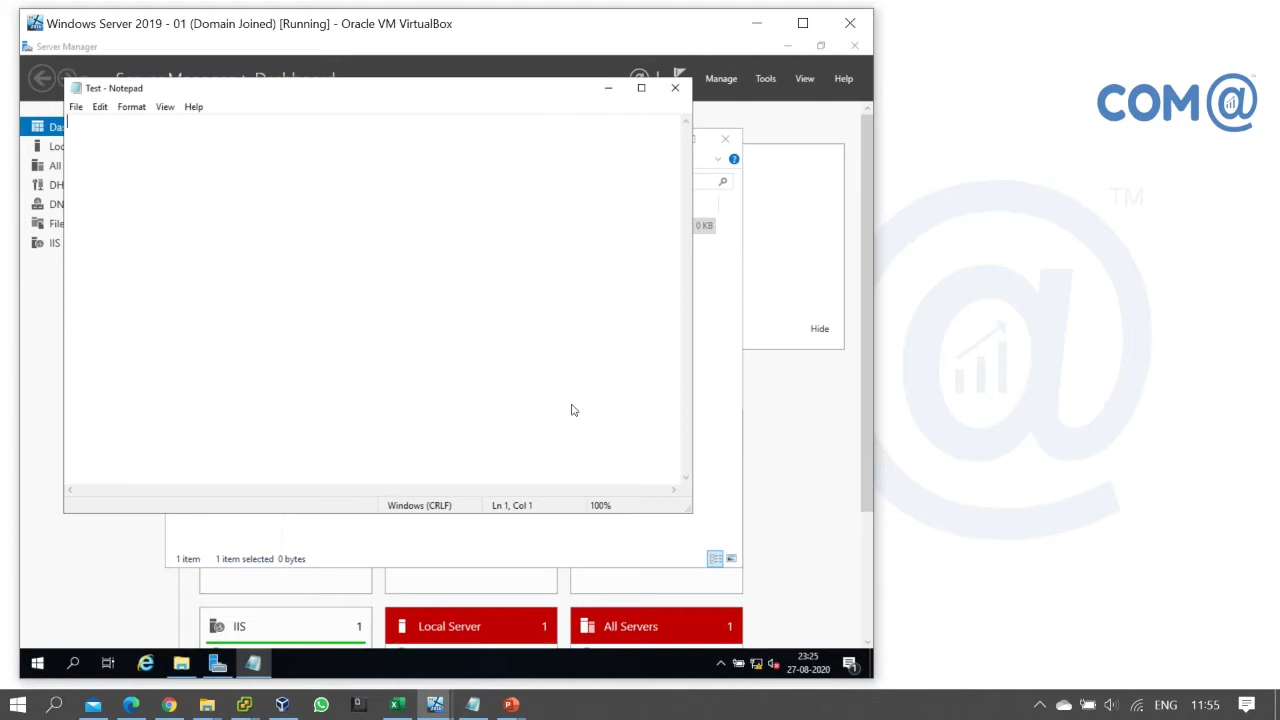 Windows Server 2019 - 01 (Domain Joined) [Running] - Oracle VM VirtualBox
Server Manager
Manage Tools View Help
Test - Notepad
File Edit Format View Help
Da
Loc
All
DH
DN
File
IIS
0 KB
Hide
Windows (CRLF) Ln 1, Col 1 100%
1 item 1 item selected 0 bytes
IIS 1
Local Server 1
All Servers 1
23:25
27-08-2020
1
ENG 11:55
COM@
TM